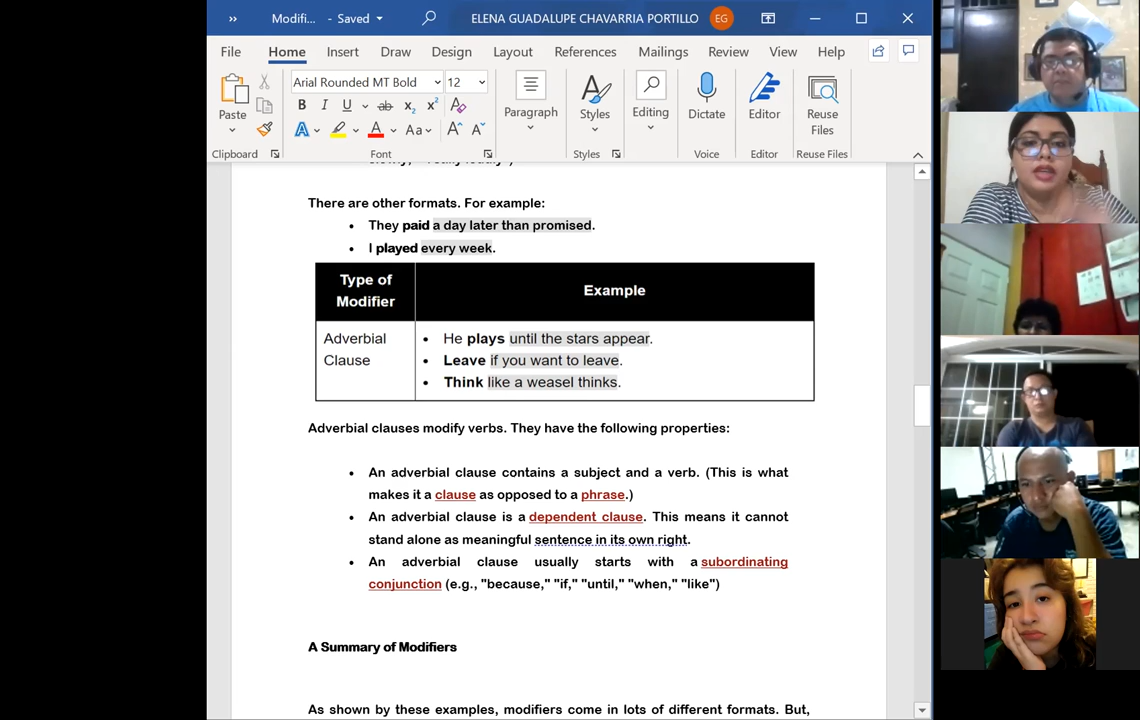 Modifi... - Saved
ELENA GUADALUPE CHAVARRIA PORTILLO EG
File Home Insert Draw Design Layout References Mailings Review View Help
Arial Rounded MT Bold 12
Paste
B I U ab x₂ x²
A A Aa A A
Paragraph
Styles
Editing
Dictate
Editor
Reuse Files
Clipboard Font Styles Voice Editor Reuse Files
There are other formats. For example:
• They paid a day later than promised.
• I played every week.
Type of Modifier Example
Adverbial Clause
• He plays until the stars appear.
• Leave if you want to leave.
• Think like a weasel thinks.
Adverbial clauses modify verbs. They have the following properties:
• An adverbial clause contains a subject and a verb. (This is what
makes it a clause as opposed to a phrase.)
• An adverbial clause is a dependent clause. This means it cannot
stand alone as meaningful sentence in its own right.
• An adverbial clause usually starts with a subordinating
conjunction (e.g., "because," "if," "until," "when," "like")
A Summary of Modifiers
As shown by these examples, modifiers come in lots of different formats. But,